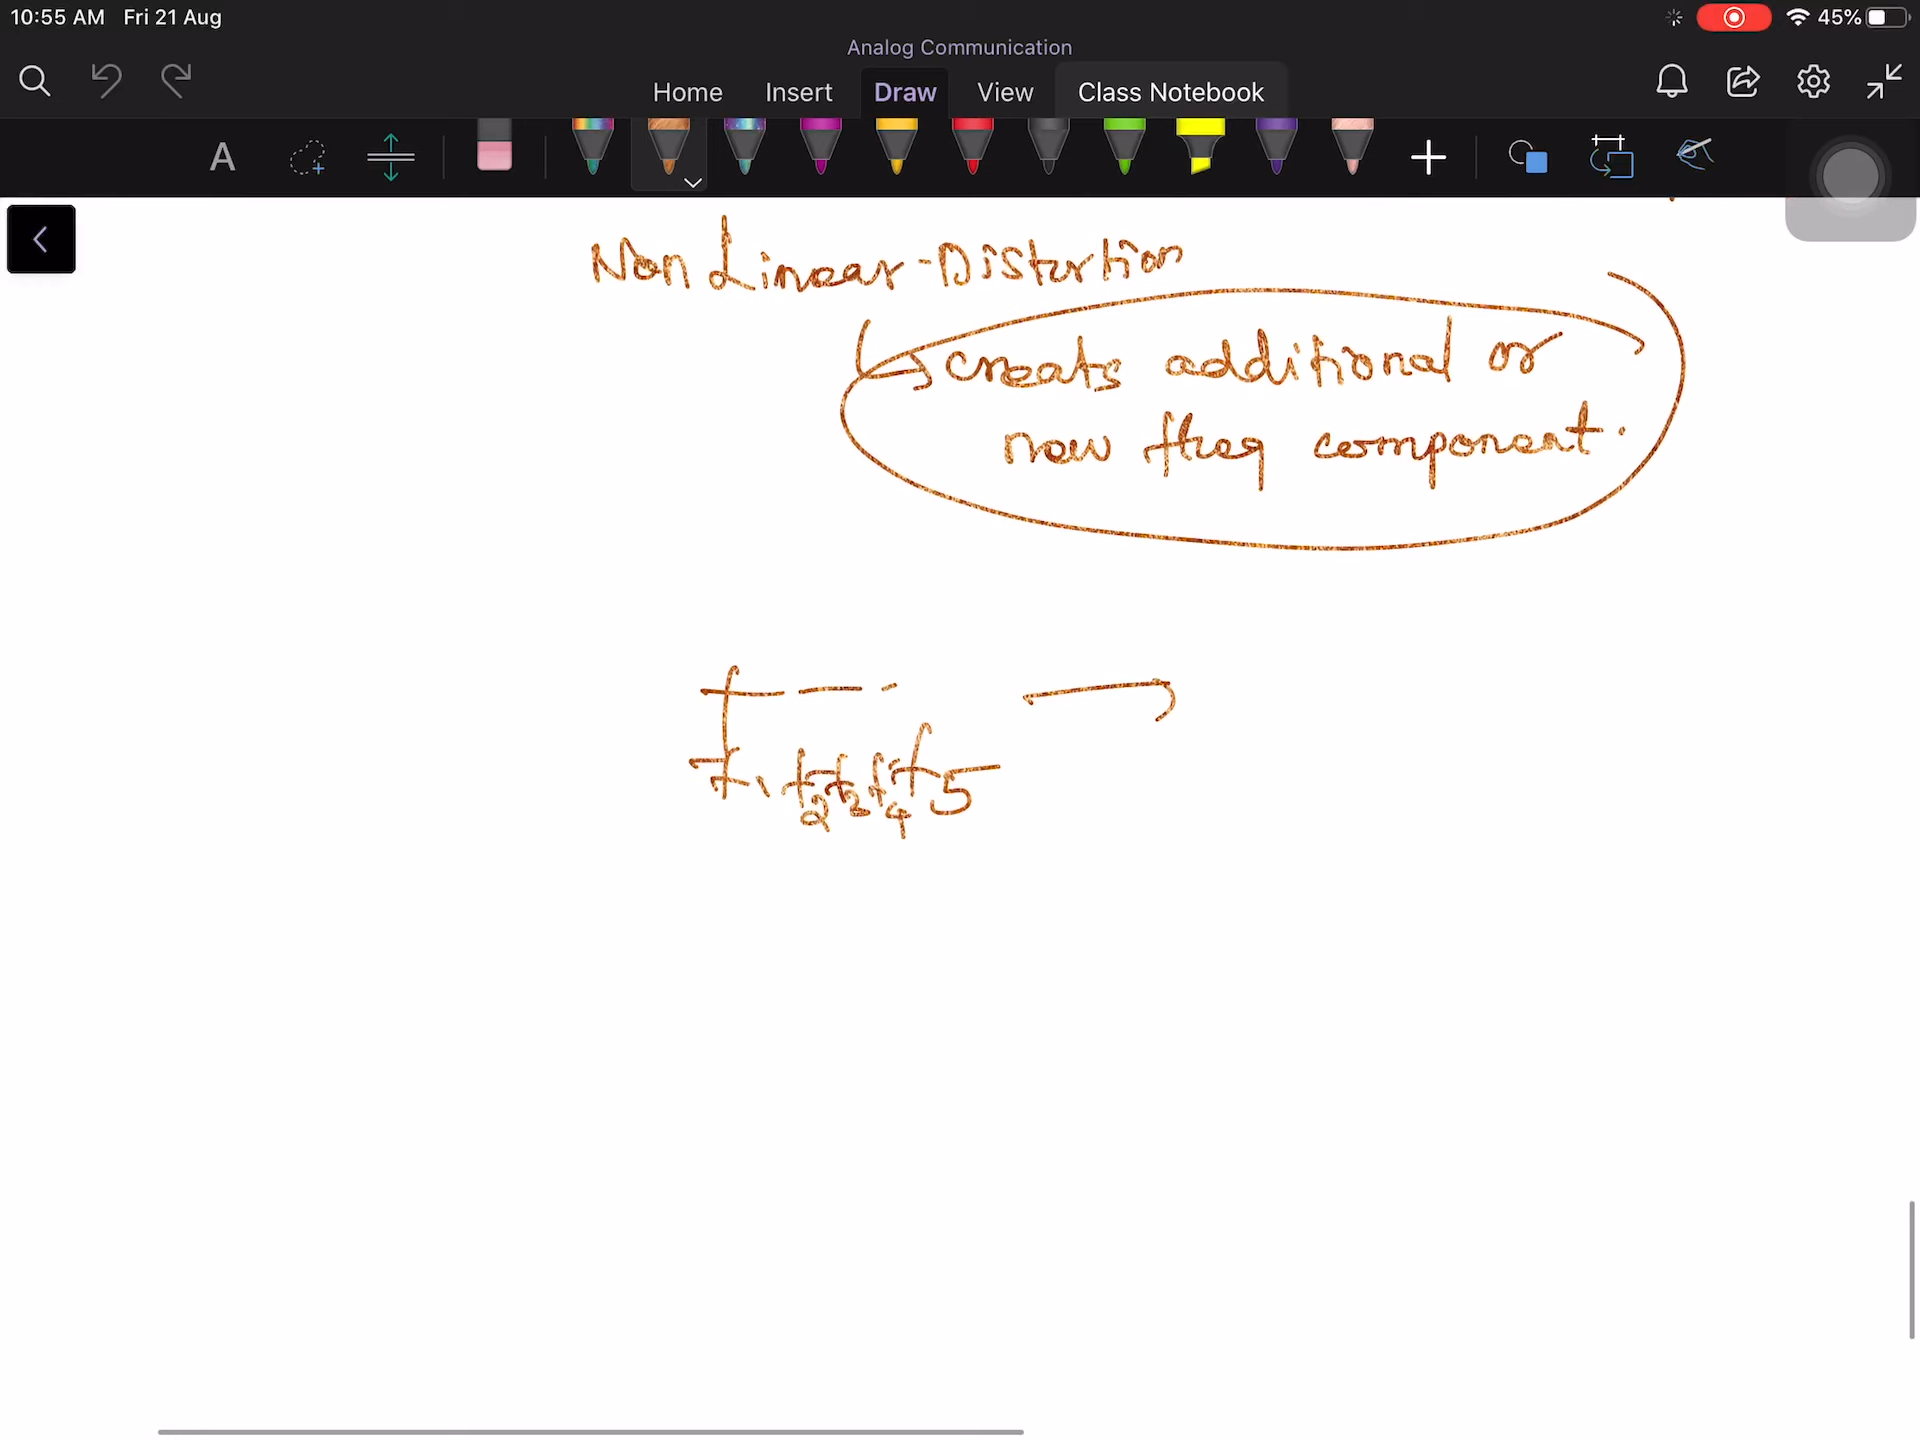 10:55 AM Fri 21 Aug
45%
Analog Communication
Home Insert Draw View Class Notebook
A
Non Linear-Distortion
creats additional or
new freq component.
f1 f2 f3 f4 f5